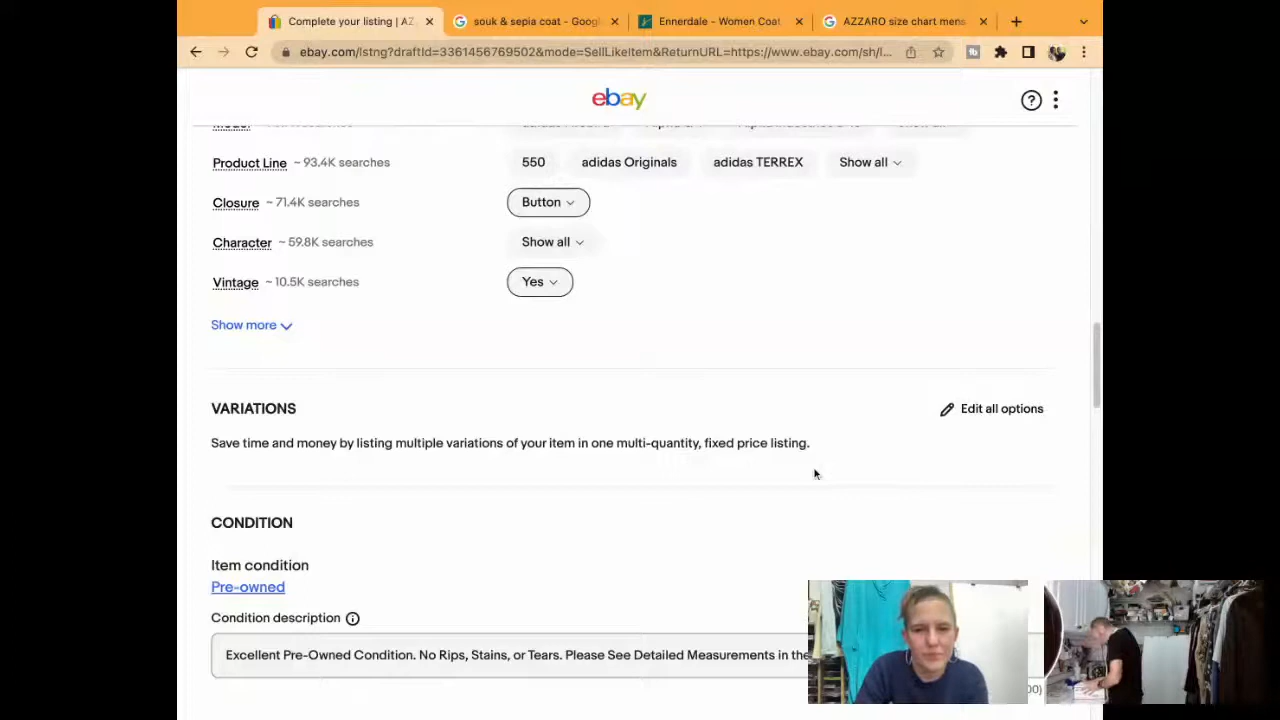 Complete your listing | AZ
souk & sepia coat - Googl
Ennerdale - Women Coat
AZZARO size chart mens
ebay.com/lstng?draftId=3361456769502&mode=SellLikeItem&ReturnURL=https://www.ebay.com/sh/l...
ebay
Product Line ~ 93.4K searches 550 adidas Originals adidas TERREX Show all
Closure ~ 71.4K searches Button
Character ~ 59.8K searches Show all
Vintage ~ 10.5K searches Yes
Show more
VARIATIONS Edit all options
Save time and money by listing multiple variations of your item in one multi-quantity, fixed price listing.
CONDITION
Item condition
Pre-owned
Condition description
Excellent Pre-Owned Condition. No Rips, Stains, or Tears. Please See Detailed Measurements in the
00)